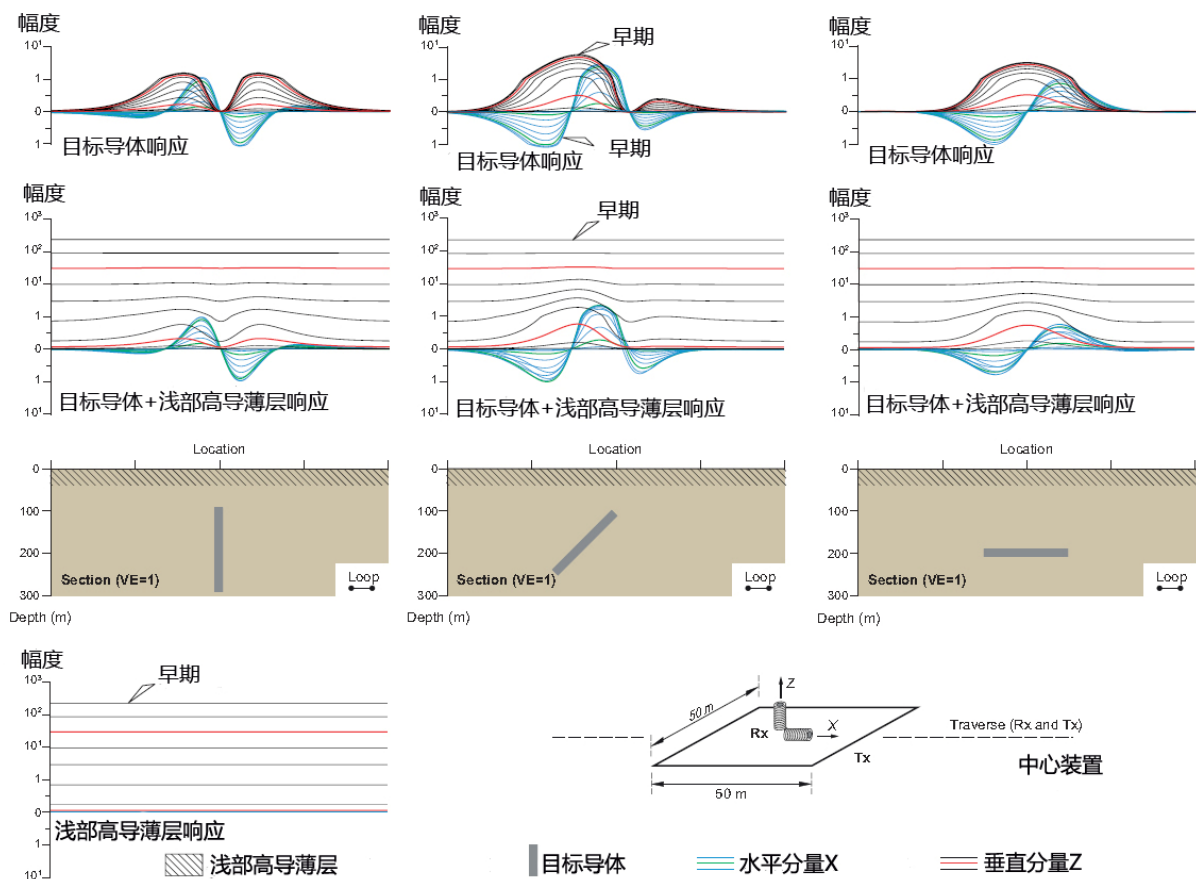 幅度
10¹
1
0
1
目标导体响应
幅度
10¹
1
0
1
早期
早期
目标导体响应
幅度
10¹
1
0
1
目标导体响应
幅度
10³
10²
10¹
1
0
1
10¹
目标导体+浅部高导薄层响应
幅度
10³
10²
10¹
1
0
1
10¹
早期
目标导体+浅部高导薄层响应
幅度
10³
10²
10¹
1
0
1
10¹
目标导体+浅部高导薄层响应
Location
0
100
200
300
Section (VE=1)
Loop
Depth (m)
Location
0
100
200
300
Section (VE=1)
Loop
Depth (m)
Location
0
100
200
300
Section (VE=1)
Loop
Depth (m)
幅度
10³
10²
10¹
1
0
1
10¹
早期
浅部高导薄层响应
50 m
Z
Rx
X
Tx
50 m
Traverse (Rx and Tx)
中心装置
浅部高导薄层
目标导体
水平分量X
垂直分量Z